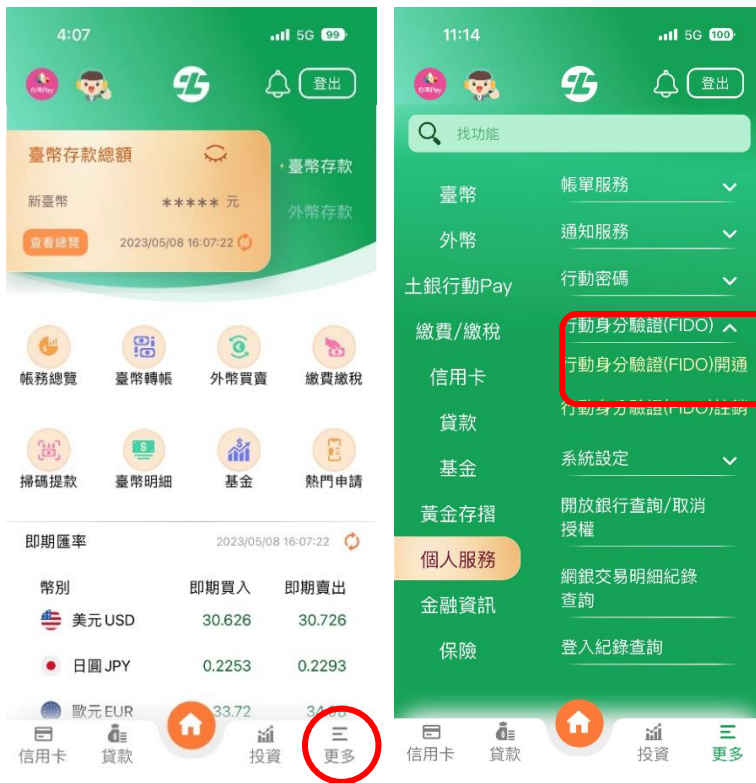 4:07
5G 99
台灣Pay
登出
臺幣存款總額
新臺幣
***** 元
查看總覽
2023/05/08 16:07:22
臺幣存款
外幣存款
帳務總覽
臺幣轉帳
外幣買賣
繳費繳稅
掃碼提款
臺幣明細
基金
熱門申請
即期匯率
2023/05/08 16:07:22
幣別
即期買入
即期賣出
美元 USD
30.626
30.726
日圓 JPY
0.2253
0.2293
歐元 EUR
33.72
信用卡
貸款
投資
更多
11:14
5G 100
台灣Pay
登出
找功能
臺幣
外幣
土銀行動Pay
繳費/繳稅
信用卡
貸款
基金
黃金存摺
個人服務
金融資訊
保險
帳單服務
通知服務
行動密碼
行動身分驗證(FIDO)
行動身分驗證(FIDO)開通
行動身分驗證(FIDO)註銷
系統設定
開放銀行查詢/取消
授權
網銀交易明細紀錄
查詢
登入紀錄查詢
信用卡
貸款
投資
更多